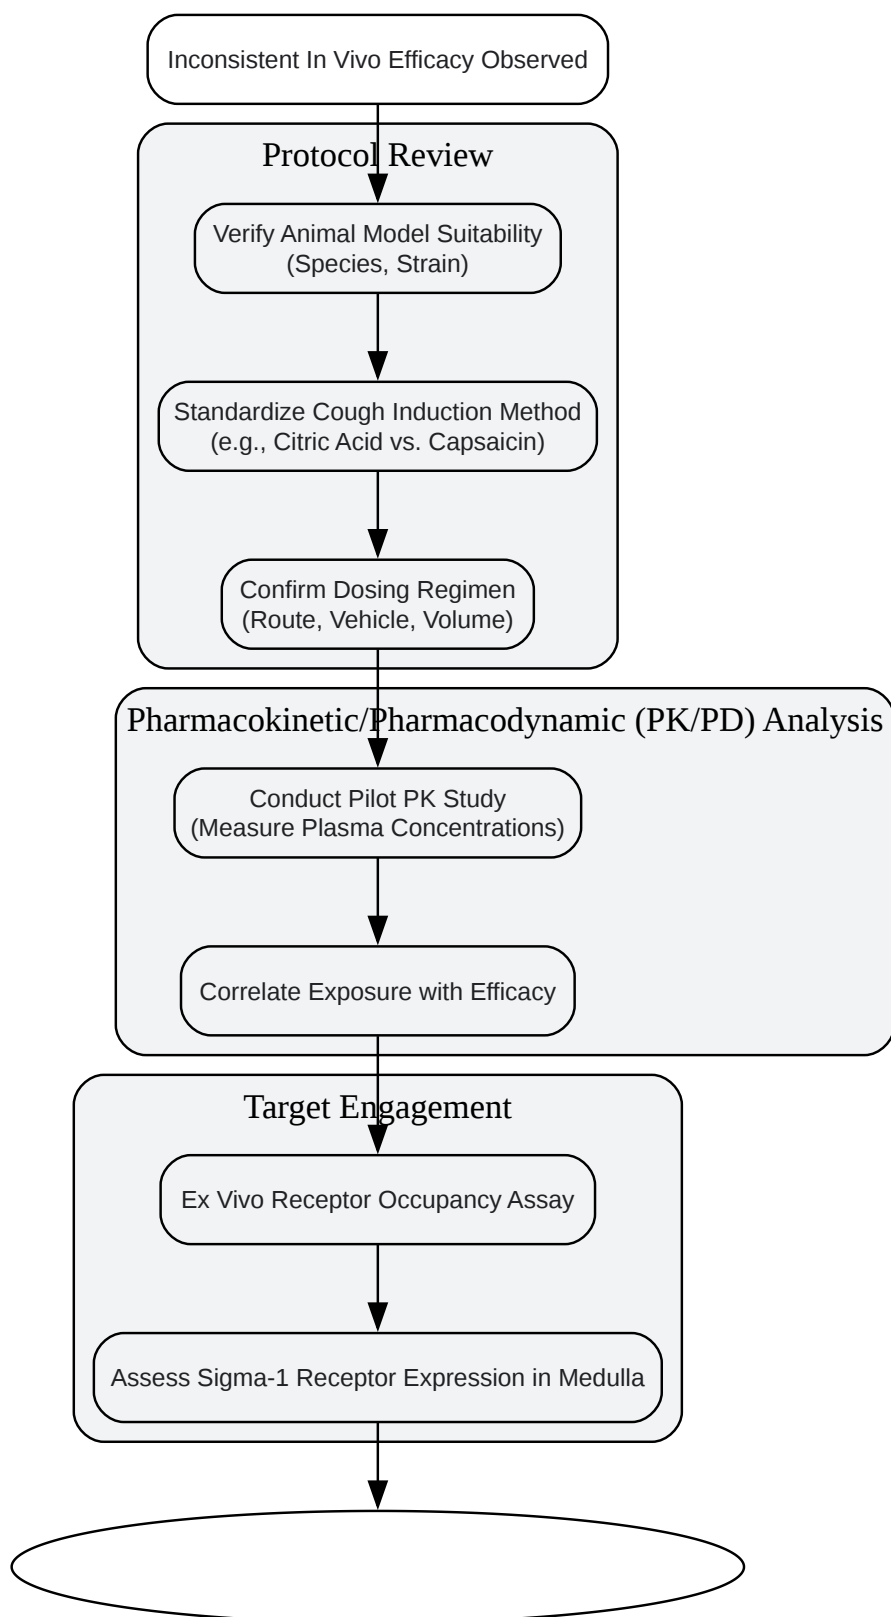 Inconsistent In Vivo Efficacy Observed
Protocol Review
Verify Animal Model Suitability
(Species, Strain)
Standardize Cough Induction Method
(e.g., Citric Acid vs. Capsaicin)
Confirm Dosing Regimen
(Route, Vehicle, Volume)
Pharmacokinetic/Pharmacodynamic (PK/PD) Analysis
Conduct Pilot PK Study
(Measure Plasma Concentrations)
Correlate Exposure with Efficacy
Target Engagement
Ex Vivo Receptor Occupancy Assay
Assess Sigma-1 Receptor Expression in Medulla